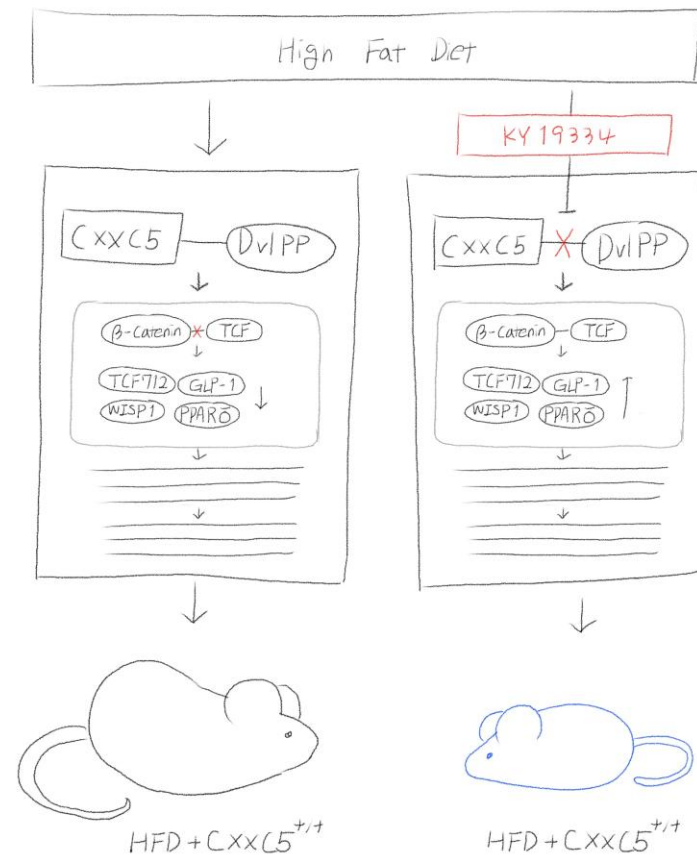 High Fat Diet
KY19334
CXXC5 DvlPP
CXXC5 X DvlPP
β-Catenin x TCF
TCF7l2 GLP-1
WISP1 PPARδ
β-Catenin TCF
TCF7l2 GLP-1
WISP1 PPARδ
HFD+CXXC5+/+
HFD+CXXC5+/+